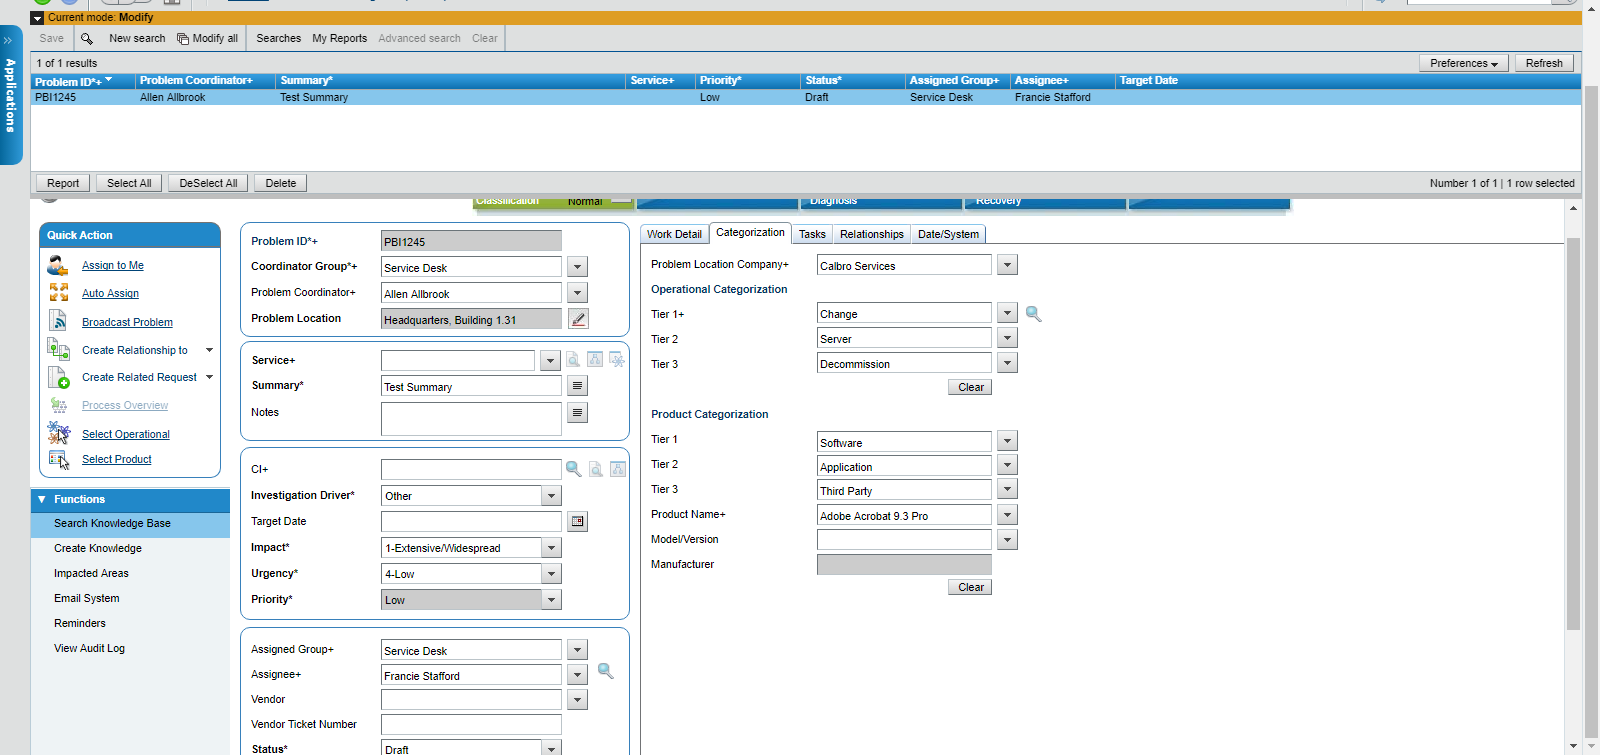 Current mode: Modify
Save New search Modify all Searches My Reports Advanced search Clear
1 of 1 results Preferences Refresh
Problem ID*+ Problem Coordinator+ Summary* Service+ Priority* Status* Assigned Group+ Assignee+ Target Date
PBI1245 Allen Allbrook Test Summary Low Draft Service Desk Francie Stafford
Report Select All DeSelect All Delete Number 1 of 1 | 1 row selected
Applications
Classification Normal Diagnosis Recovery
Quick Action
Assign to Me
Auto Assign
Broadcast Problem
Create Relationship to
Create Related Request
Process Overview
Select Operational
Select Product
Functions
Search Knowledge Base
Create Knowledge
Impacted Areas
Email System
Reminders
View Audit Log
Problem ID*+ PBI1245
Coordinator Group*+ Service Desk
Problem Coordinator+ Allen Allbrook
Problem Location Headquarters, Building 1.31
Service+
Summary* Test Summary
Notes
CI+
Investigation Driver* Other
Target Date
Impact* 1-Extensive/Widespread
Urgency* 4-Low
Priority* Low
Assigned Group+ Service Desk
Assignee+ Francie Stafford
Vendor
Vendor Ticket Number
Status* Draft
Work Detail Categorization Tasks Relationships Date/System
Problem Location Company+ Calbro Services
Operational Categorization
Tier 1+ Change
Tier 2 Server
Tier 3 Decommission
Clear
Product Categorization
Tier 1 Software
Tier 2 Application
Tier 3 Third Party
Product Name+ Adobe Acrobat 9.3 Pro
Model/Version
Manufacturer
Clear